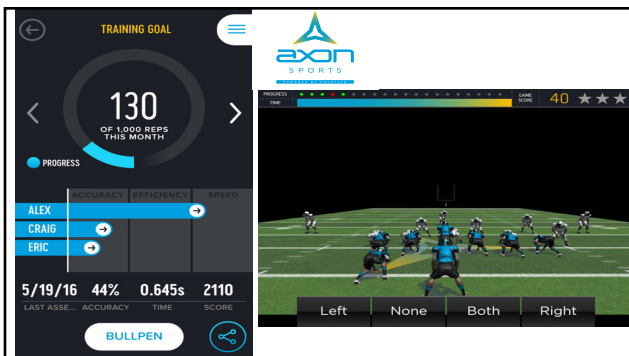 TRAINING GOAL
130
OF 1,000 REPS
THIS MONTH
PROGRESS
ACCURACY EFFICIENCY SPEED
ALEX
CRAIG
ERIC
5/19/16 44% 0.645s 2110
LAST ASSE... ACCURACY TIME SCORE
BULLPEN
axon
SPORTS
PROGRESS
TIME
GAME
SCORE
40
Left None Both Right